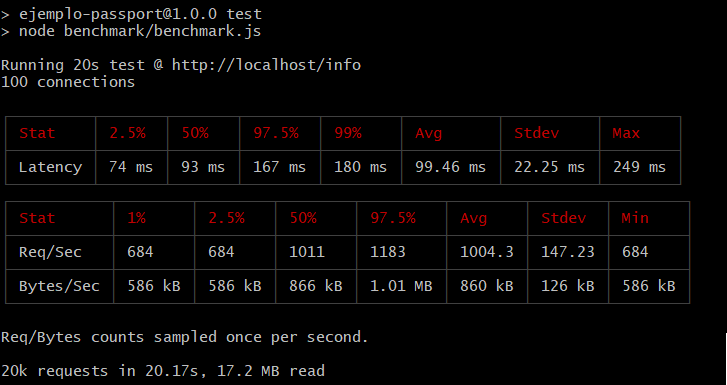 > ejemplo-passport@1.0.0 test
> node benchmark/benchmark.js
Running 20s test @ http://localhost/info
100 connections
Stat 2.5% 50% 97.5% 99% Avg Stdev Max
Latency 74 ms 93 ms 167 ms 180 ms 99.46 ms 22.25 ms 249 ms
Stat 1% 2.5% 50% 97.5% Avg Stdev Min
Req/Sec 684 684 1011 1183 1004.3 147.23 684
Bytes/Sec 586 kB 586 kB 866 kB 1.01 MB 860 kB 126 kB 586 kB
Req/Bytes counts sampled once per second.
20k requests in 20.17s, 17.2 MB read